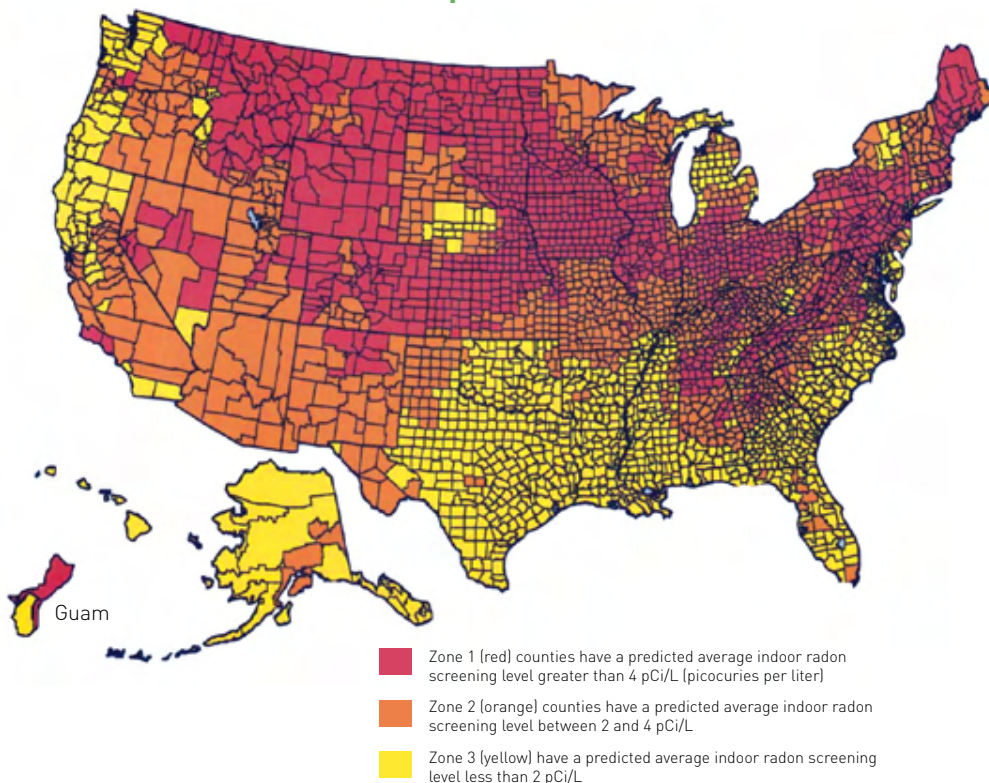 Guam
Zone 1 (red) counties have a predicted average indoor radon
screening level greater than 4 pCi/L (picocuries per liter)
Zone 2 (orange) counties have a predicted average indoor radon
screening level between 2 and 4 pCi/L
Zone 3 (yellow) have a predicted average indoor radon screening
level less than 2 pCi/L